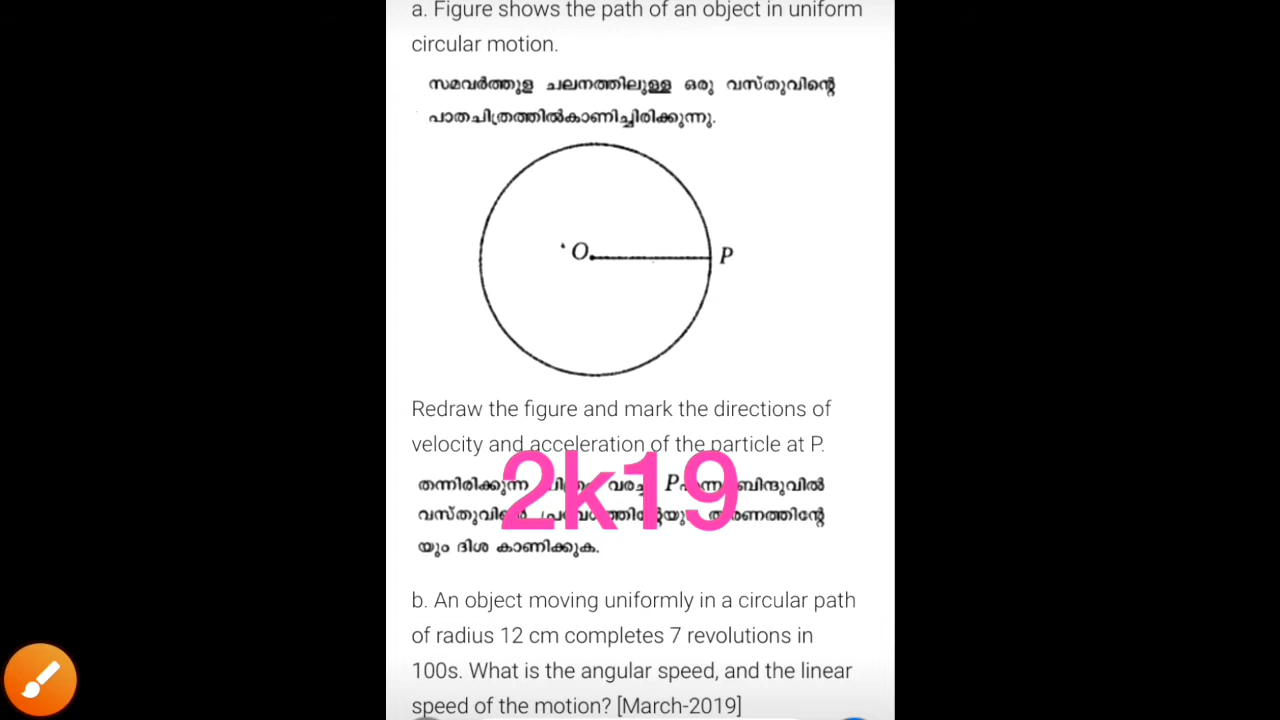 a. Figure shows the path of an object in uniform
circular motion.
സമവർത്തുള ചലനത്തിലുള്ള ഒരു വസ്തുവിന്റെ
പാതചിത്രത്തിൽകാണിച്ചിരിക്കുന്നു.
O
P
Redraw the figure and mark the directions of
velocity and acceleration of the particle at P.
2k19
തന്നിരിക്കുന്ന P ബിന്ദുവിൽ
യും ദിശ കാണിക്കുക.
b. An object moving uniformly in a circular path
of radius 12 cm completes 7 revolutions in
100s. What is the angular speed, and the linear
speed of the motion? [March-2019]